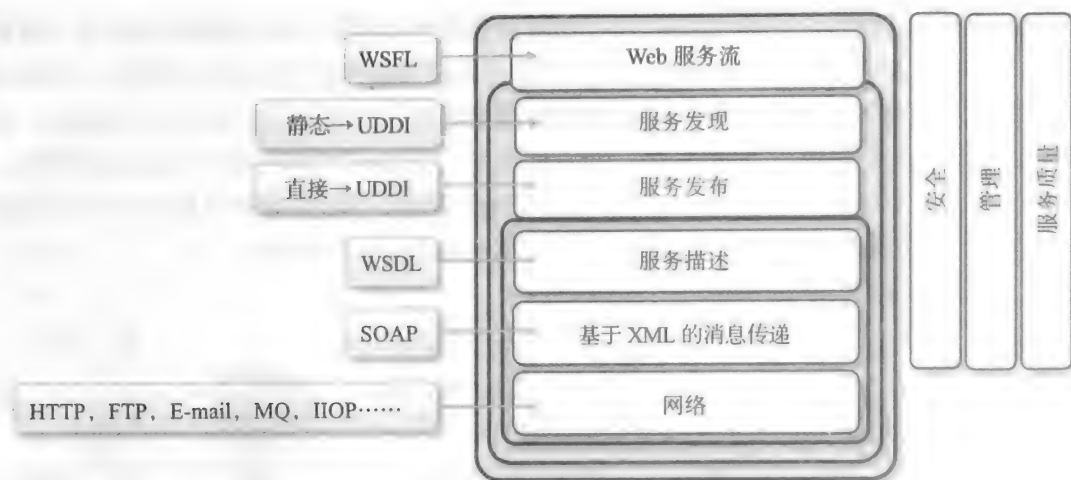 WSFL
Web 服务流
静态→UDDI
服务发现
直接→UDDI
服务发布
WSDL
服务描述
SOAP
基于 XML 的消息传递
HTTP，FTP，E-mail，MQ，IIOP……
网络
安全
管理
服务质量